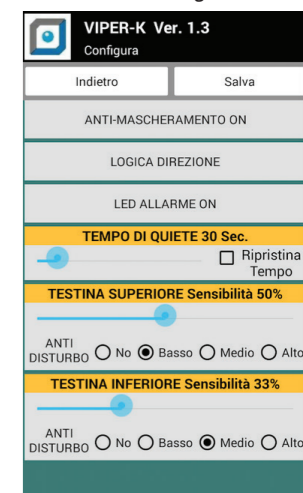 VIPER-K Ver. 1.3
Configura
Indietro Salva
ANTI-MASCHERAMENTO ON
LOGICA DIREZIONE
LED ALLARME ON
TEMPO DI QUIETE 30 Sec.
Ripristina
Tempo
TESTINA SUPERIORE Sensibilità 50%
ANTI
DISTURBO No Basso Medio Alto
TESTINA INFERIORE Sensibilità 33%
ANTI
DISTURBO No Basso Medio Alto